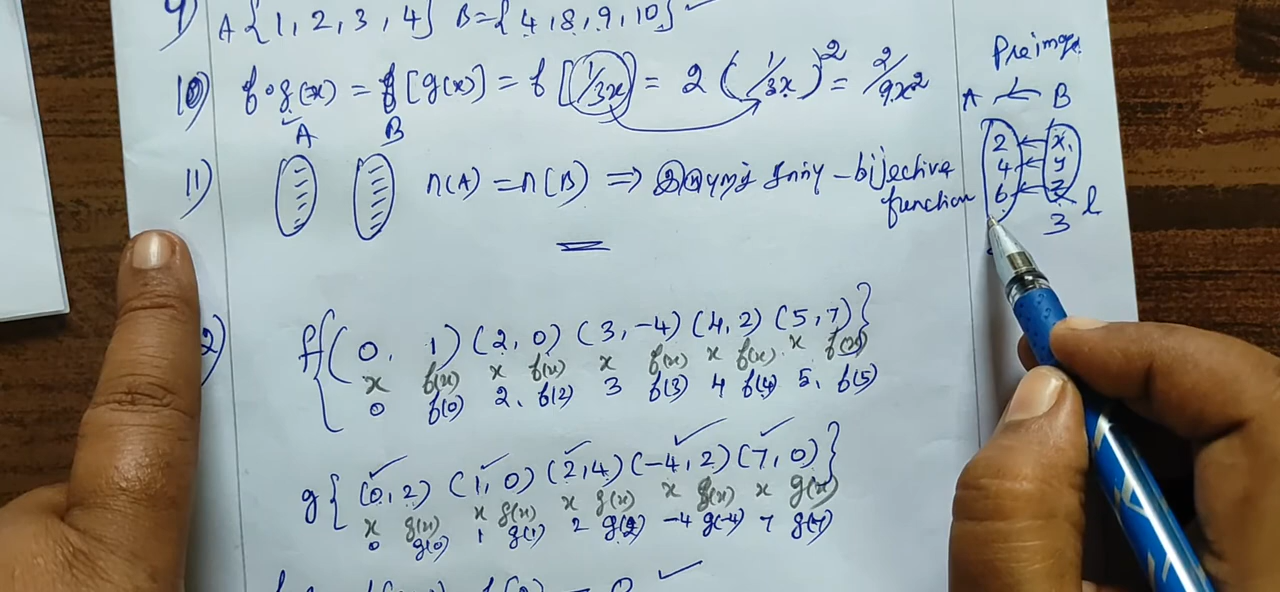 9) A{1, 2, 3, 4} B={4, 8, 9, 10}
10) f∘g(x) = f[g(x)] = f[1/3x] = 2(1/3x)² = 2/9x²
A B
11) n(A) = n(B) ⇒ இருபுறச் சார்பு - bijective
function
Preimage
A ← B
2 ← x
4 ← y
6 ← z
3
2) f{(0, 1) (2, 0) (3, -4) (4, 2) (5, 7)}
x f(x) x f(x) x f(x) x f(x) x f(x)
0 f(0) 2, f(2) 3 f(3) 4 f(4) 5, f(5)
g{(0, 2) (1, 0) (2, 4) (-4, 2) (7, 0)}
x g(x) x g(x) x g(x) x g(x) x g(x)
0 g(0) 1 g(1) 2 g(2) -4 g(-4) 7 g(7)